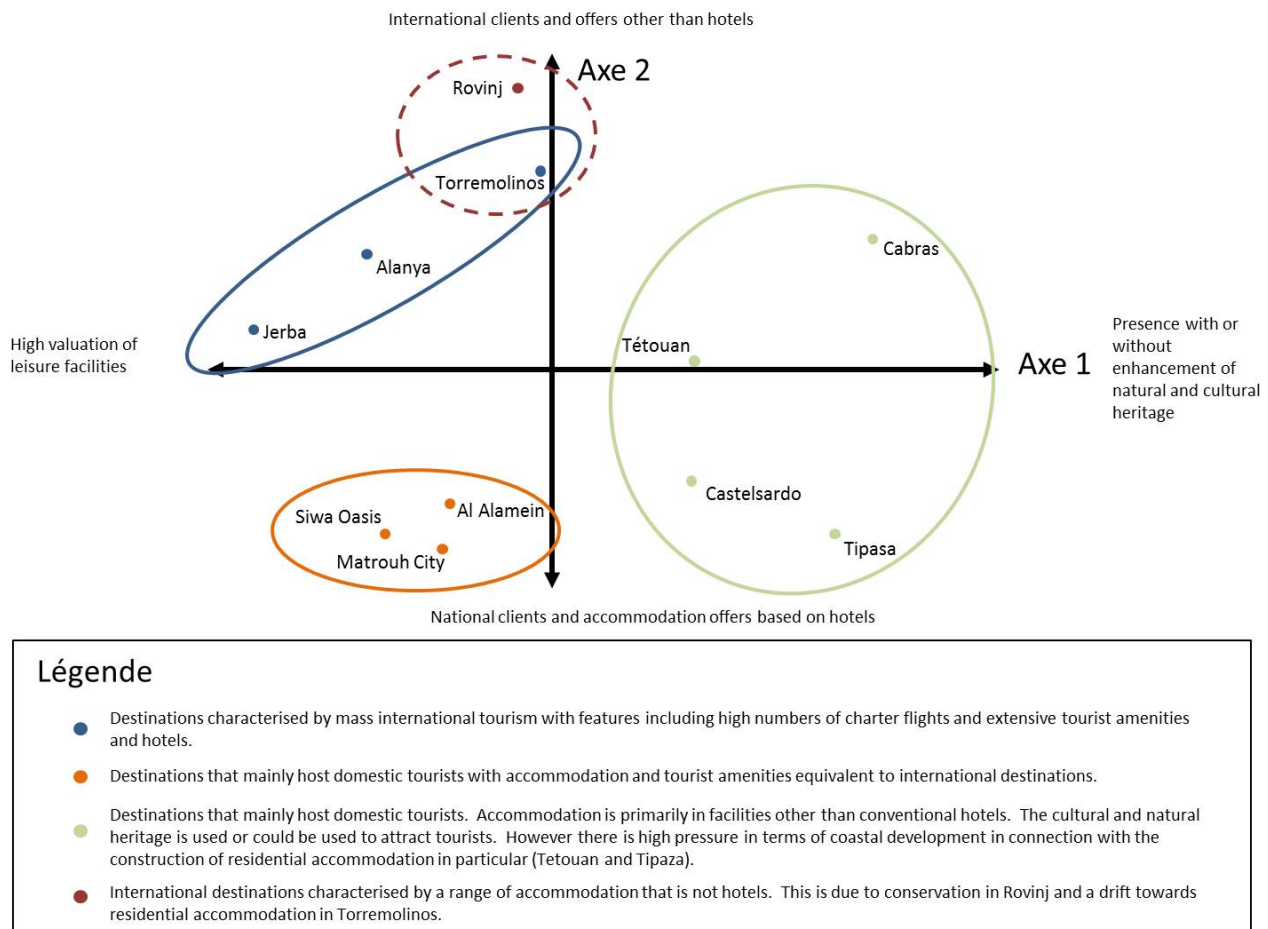 International clients and offers other than hotels
Axe 2
Rovinj
Torremolinos
Cabras
Alanya
Jerba
Tétouan
High valuation of
leisure facilities
Axe 1
Presence with or
without
enhancement of
natural and cultural
heritage
Castelsardo
Al Alamein
Siwa Oasis
Tipasa
Matrouh City
National clients and accommodation offers based on hotels
Légende
Destinations characterised by mass international tourism with features including high numbers of charter flights and extensive tourist amenities
and hotels.
Destinations that mainly host domestic tourists with accommodation and tourist amenities equivalent to international destinations.
Destinations that mainly host domestic tourists.  Accommodation is primarily in facilities other than conventional hotels.  The cultural and natural
heritage is used or could be used to attract tourists.  However there is high pressure in terms of coastal development in connection with the
construction of residential accommodation in particular (Tetouan and Tipaza).
International destinations characterised by a range of accommodation that is not hotels.  This is due to conservation in Rovinj and a drift towards
residential accommodation in Torremolinos.